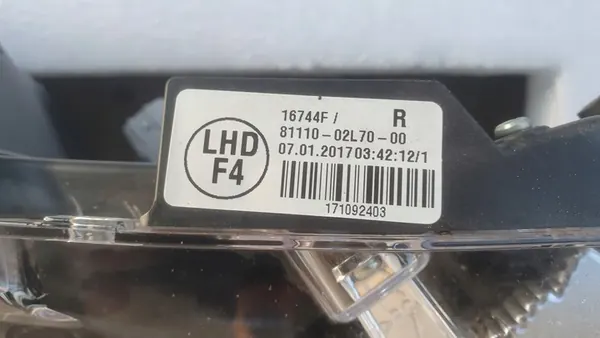 LHD
F4
16744F/ R
81110-02L70-00
07.01.2017 03:42:12/1
171092403